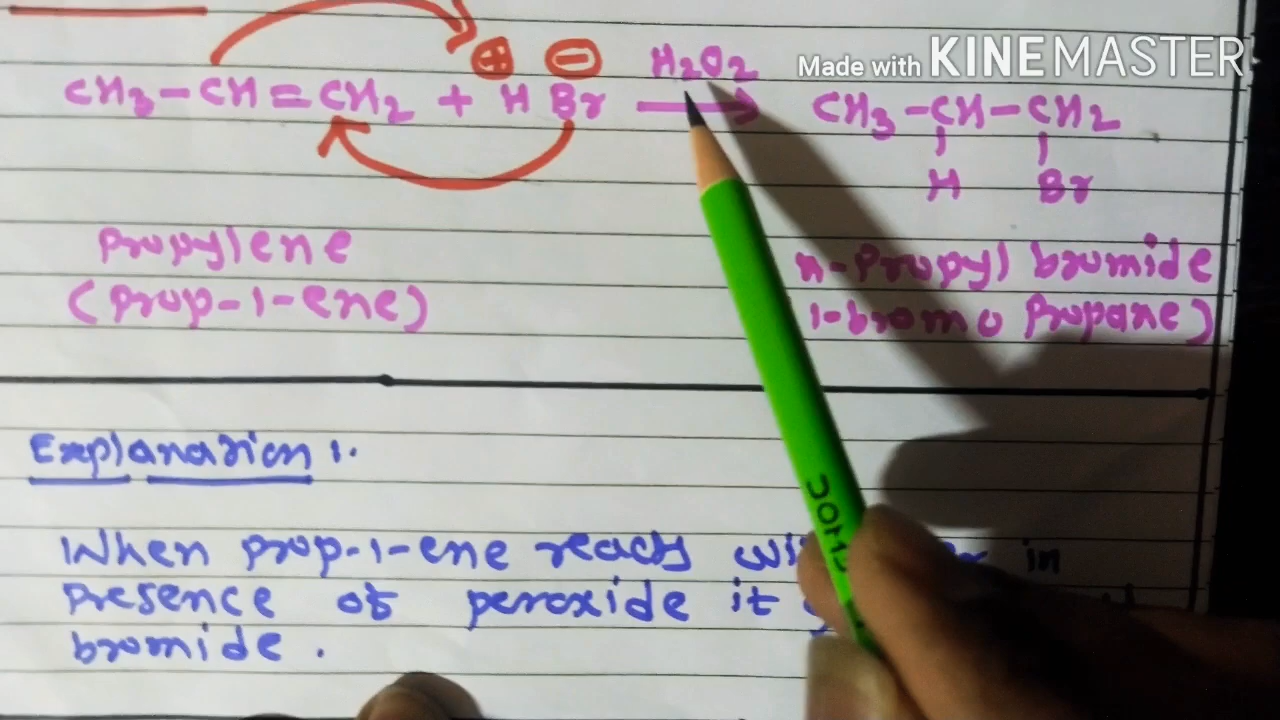 Made with KINEMASTER
⊕ ⊖ H2O2
CH3-CH=CH2 + H Br → CH3-CH-CH2
H Br
Propylene n-Propyl bromide
(Prop-1-ene) 1-bromo Propane)
Explanation :-
When prop-1-ene reacts in
presence of peroxide it
bromide .
DOMS